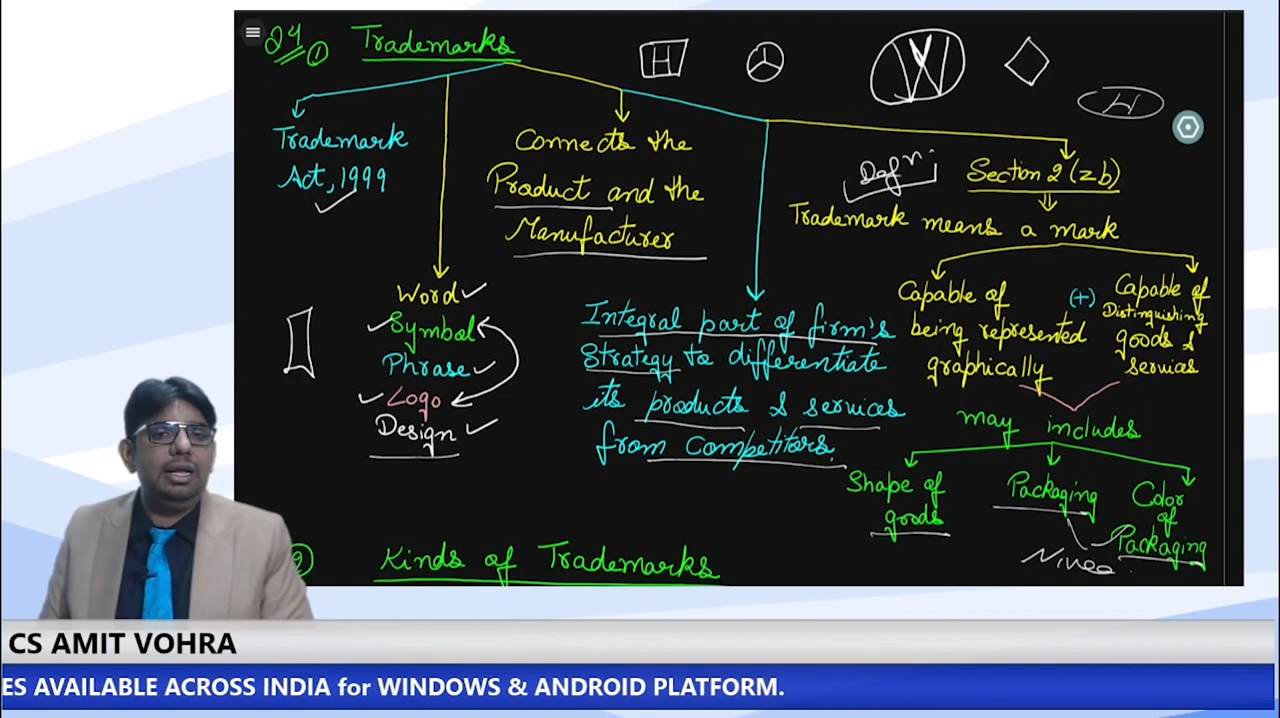 24
① Trademarks
H
W
H
Trademark
Act, 1999
Connects the
Product and the
Manufacturer
Defⁿ:
Section 2(zb)
Trademark means a mark
Word
Symbol
Phrase
Logo
Design
Integral part of firm's
Strategy to differentiate
its products & services
from Competitors.
Capable of
being represented
graphically
(+)
Capable of
Distinguishing
goods &
services
may includes
Shape of
goods
Packaging
Color
of
Packaging
Nivea
Kinds of Trademarks
CS AMIT VOHRA
ES AVAILABLE ACROSS INDIA for WINDOWS & ANDROID PLATFORM.